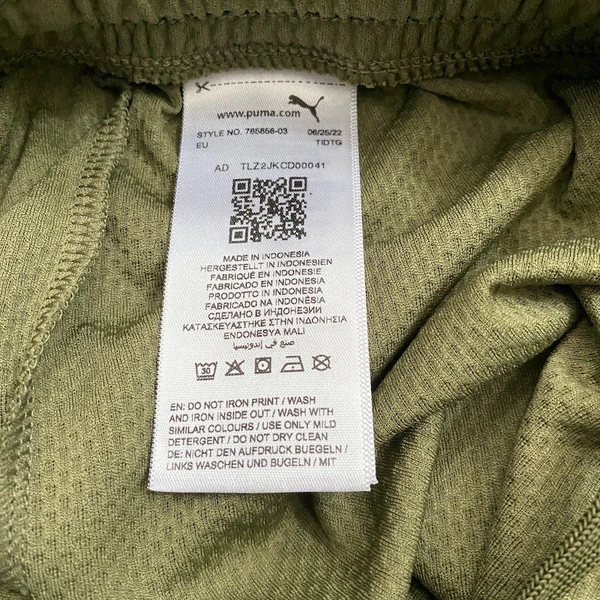 www.puma.com
STYLE NO. 765856-03 06/25/22
EU TIDTG
AD TLZ2JKCD00041
MADE IN INDONESIA
HERGESTELLT IN INDONESIEN
FABRIQUÉ EN INDONESIE
FABRICADO EN INDONESIA
PRODOTTO IN INDONESIA
FABRICADO NA INDONÉSIA
СДЕЛАНО В ИНДОНЕЗИИ
ΚΑΤΑΣΚΕΥΑΣΤΗΚΕ ΣΤΗΝ ΙΝΔΟΝΗΣΙΑ
ENDONESYA MALI
صنع في إندونيسيا
30
EN: DO NOT IRON PRINT / WASH
AND IRON INSIDE OUT / WASH WITH
SIMILAR COLOURS / USE ONLY MILD
DETERGENT / DO NOT DRY CLEAN
DE: NICHT DEN AUFDRUCK BUEGELN /
LINKS WASCHEN UND BUGELN / MIT